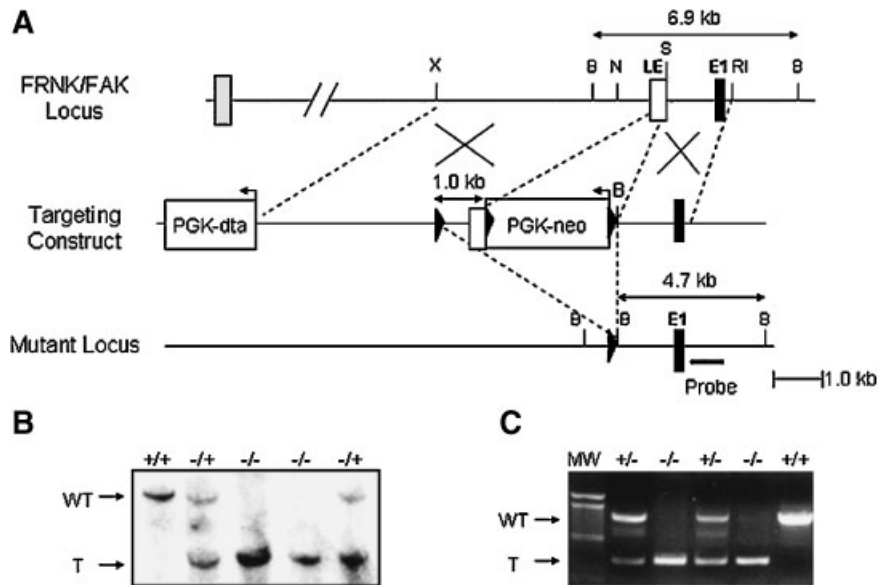 A
6.9 kb
FRNK/FAK Locus
X B N LE S E1 RI B
1.0 kb
B
Targeting Construct
PGK-dta
PGK-neo
4.7 kb
Mutant Locus
B B E1 B
Probe
1.0 kb
B
+/+ -/+ -/- -/- -/+
WT
T
C
MW +/- -/- +/- -/- +/+
WT
T